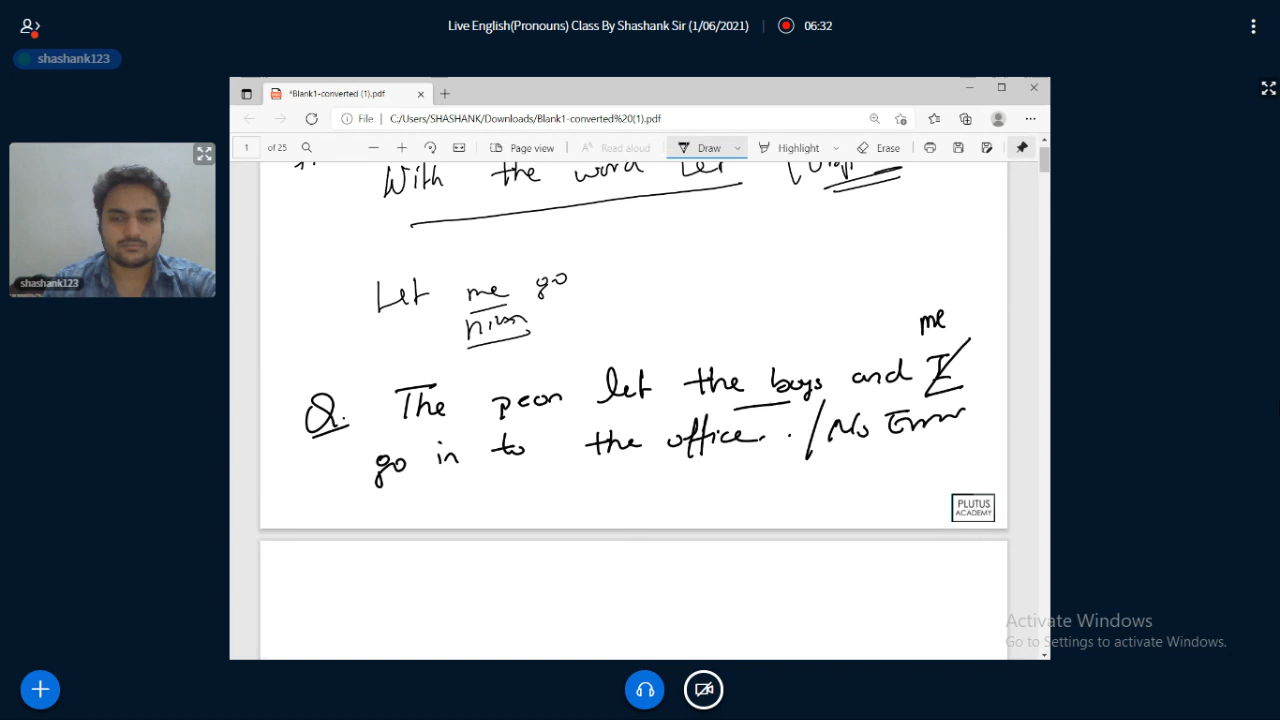 Live English(Pronouns) Class By Shashank Sir (1/06/2021)
06:32
shashank123
*Blank1-converted (1).pdf
File
C:/Users/SHASHANK/Downloads/Blank1-converted%20(1).pdf
1 of 25
Page view
Read aloud
Draw
Highlight
Erase
With the word Let
Let me go
me
Q. The peon let the boys and I
go in to the office. / No Error
PLUTUS
ACADEMY
shashank123
Activate Windows
Go to Settings to activate Windows.